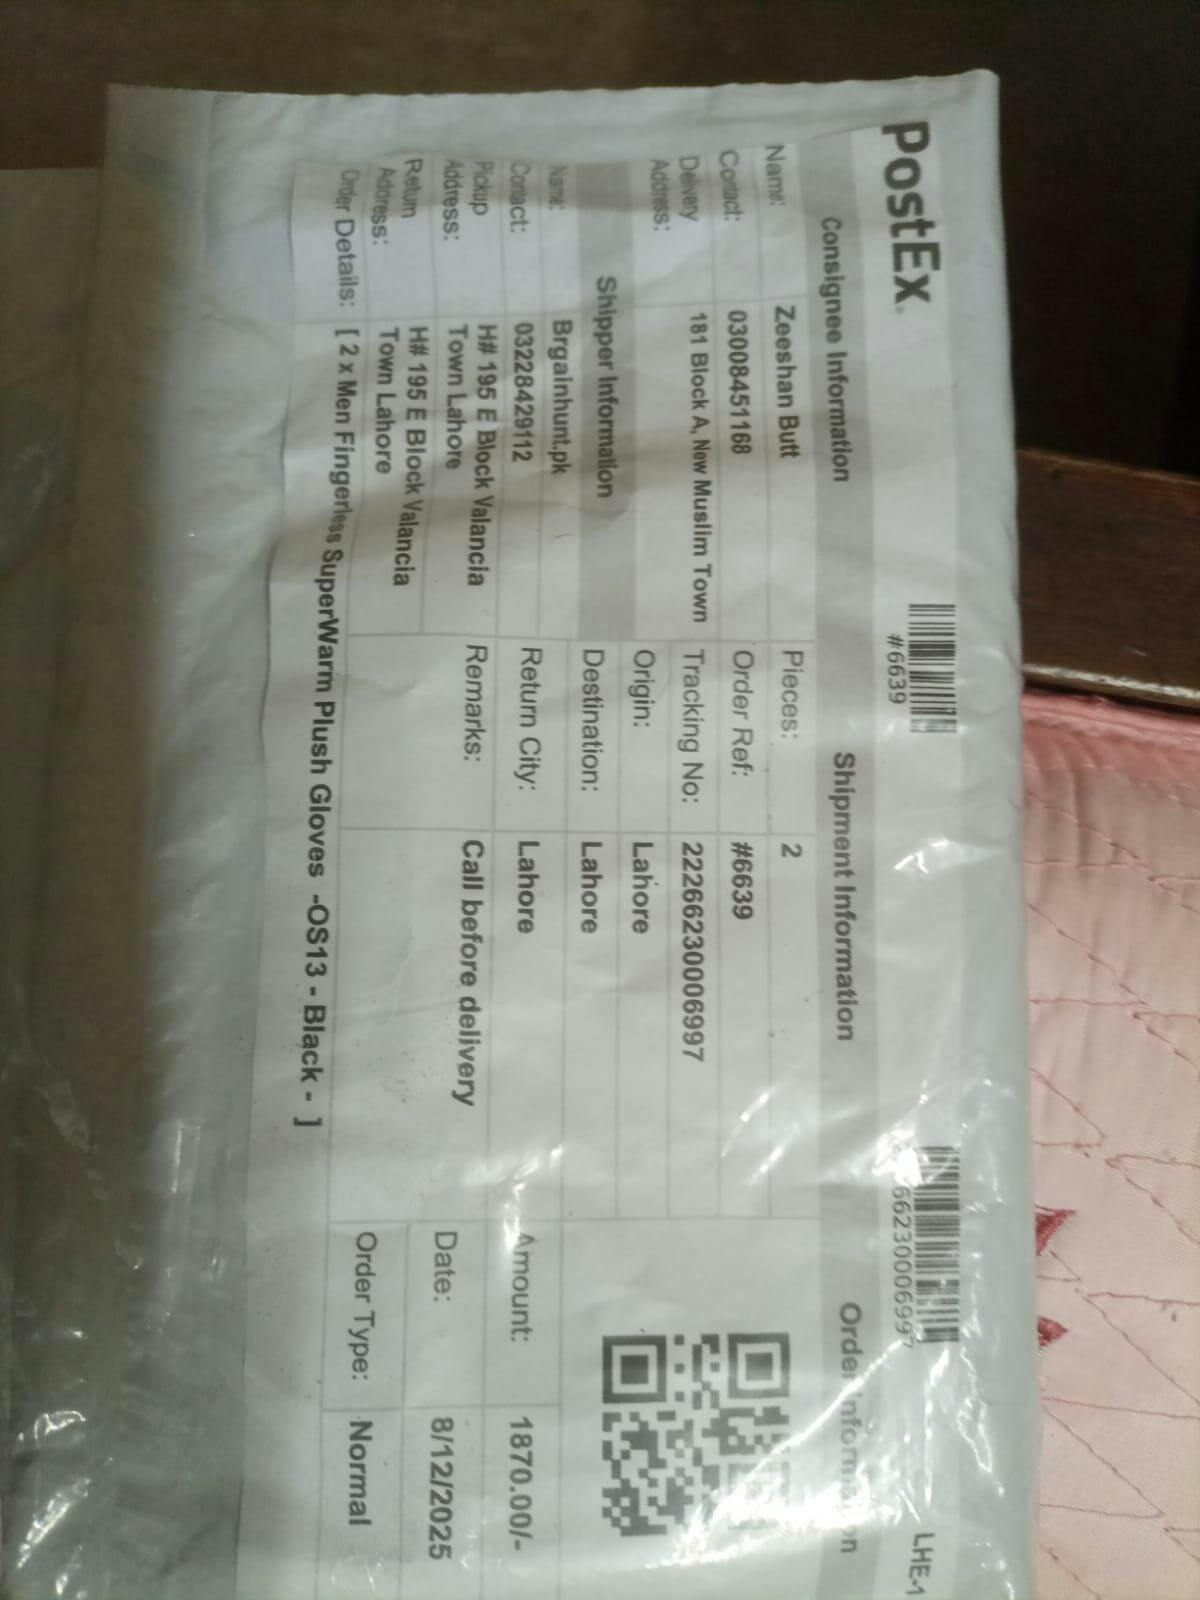 PostEx
#6639
66230006997
LHE-1
Consignee Information
Name: Zeeshan Butt
Contact: 03008451168
Delivery Address: 181 Block A, New Muslim Town
Shipper Information
Name: Brgainhunt.pk
Contact: 03228429112
Pickup Address: H# 195 E Block Valancia
Town Lahore
Return Address: H# 195 E Block Valancia
Town Lahore
Shipment Information
Pieces: 2
Order Ref: #6639
Tracking No: 22662300006997
Origin: Lahore
Destination: Lahore
Return City: Lahore
Remarks: Call before delivery
Order Information
Amount: 1870.00/-
Date: 8/12/2025
Order Type: Normal
Order Details: [ 2 x Men Fingerless SuperWarm Plush Gloves -OS13 - Black - ]